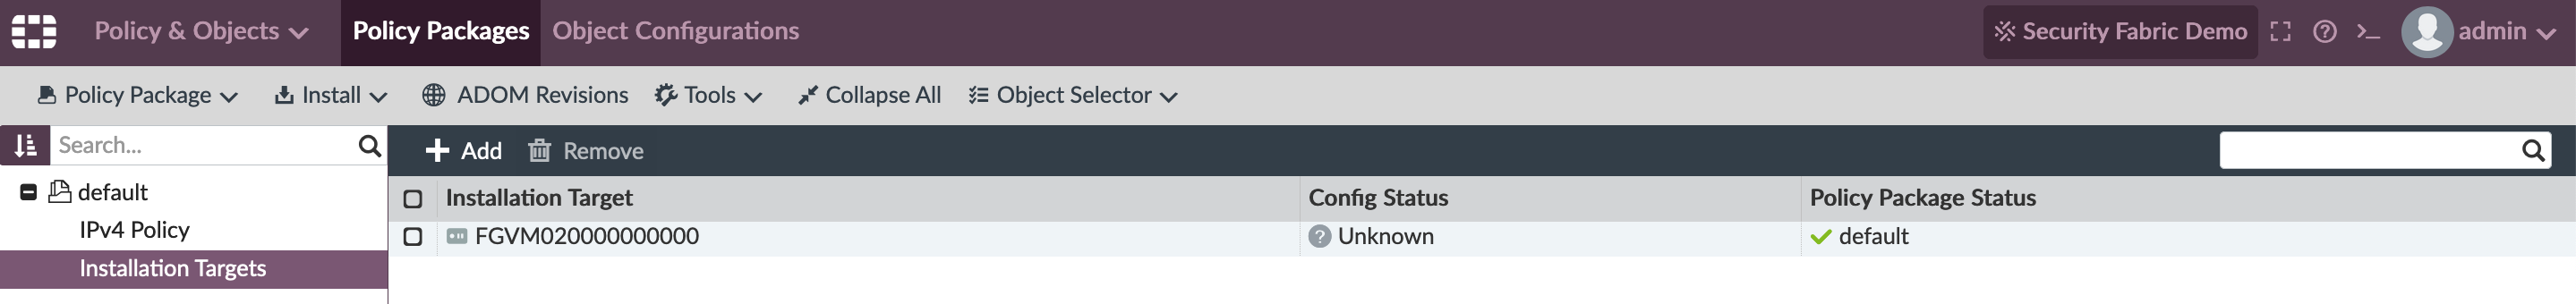 Policy & Objects Policy Packages Object Configurations Security Fabric Demo admin
Policy Package Install ADOM Revisions Tools Collapse All Object Selector
Search... Add Remove
default Installation Target Config Status Policy Package Status
IPv4 Policy FGVM020000000000 Unknown default
Installation Targets